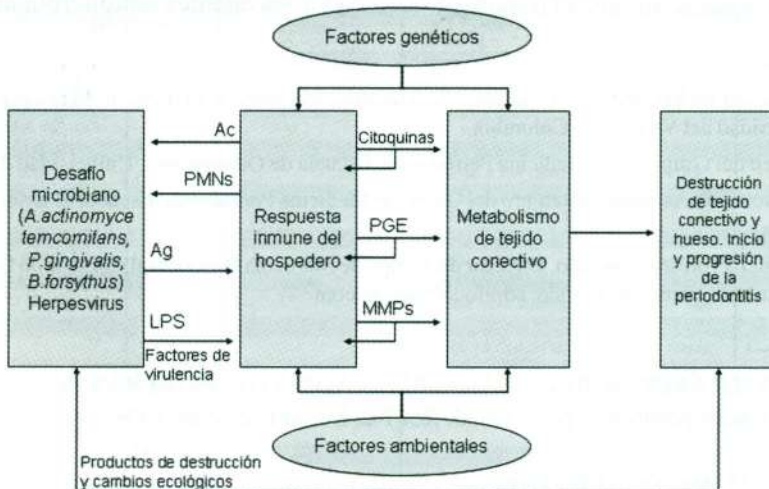 Factores genéticos
Desafío
microbiano
(A.actinomyce
temcomitans,
P.gingivalis,
B.forsythus)
Herpesvirus
Ac
PMNs
Ag
LPS
Factores de
virulencia
Respuesta
inmune del
hospedero
Citoquinas
PGE
MMPs
Metabolismo
de tejido
conectivo
Destrucción
de tejido
conectivo y
hueso. Inicio
y progresión
de la
periodontitis
Factores ambientales
Productos de destrucción
y cambios ecológicos